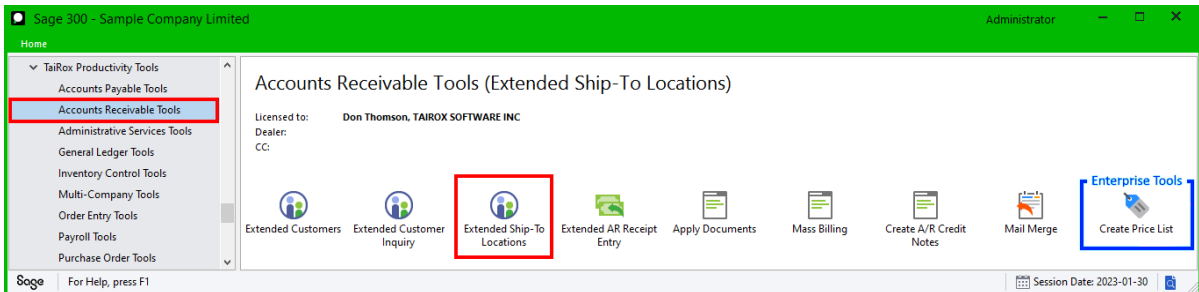 Sage 300 - Sample Company Limited
Administrator
Home
TaiRox Productivity Tools
Accounts Payable Tools
Accounts Receivable Tools
Administrative Services Tools
General Ledger Tools
Inventory Control Tools
Multi-Company Tools
Order Entry Tools
Payroll Tools
Purchase Order Tools
Accounts Receivable Tools (Extended Ship-To Locations)
Licensed to: Don Thomson, TAIROX SOFTWARE INC
Dealer:
CC:
Enterprise Tools
Extended Customers
Extended Customer
Inquiry
Extended Ship-To
Locations
Extended AR Receipt
Entry
Apply Documents
Mass Billing
Create A/R Credit
Notes
Mail Merge
Create Price List
Sage
For Help, press F1
Session Date: 2023-01-30